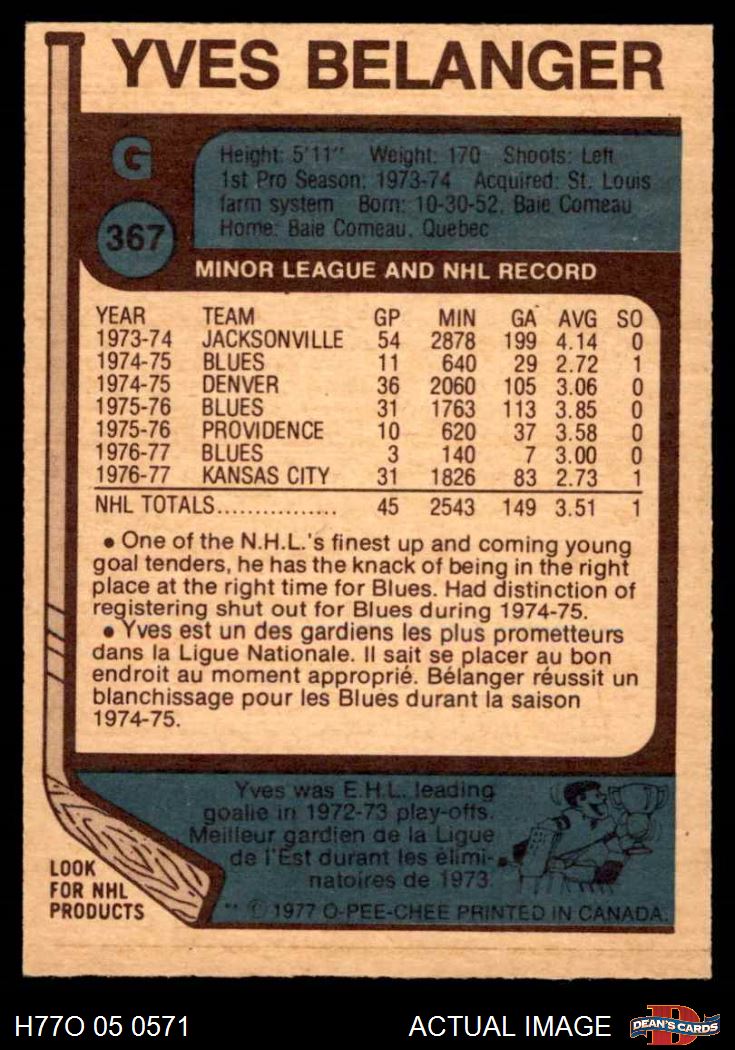 YVES BELANGER
G
367
Height: 5'11" Weight: 170 Shoots: Left
1st Pro Season: 1973-74 Acquired: St. Louis
farm system Born: 10-30-52, Baie Comeau
Home: Baie Comeau, Quebec
MINOR LEAGUE AND NHL RECORD
YEAR TEAM GP MIN GA AVG SO
1973-74 JACKSONVILLE 54 2878 199 4.14 0
1974-75 BLUES 11 640 29 2.72 1
1974-75 DENVER 36 2060 105 3.06 0
1975-76 BLUES 31 1763 113 3.85 0
1975-76 PROVIDENCE 10 620 37 3.58 0
1976-77 BLUES 3 140 7 3.00 0
1976-77 KANSAS CITY 31 1826 83 2.73 1
NHL TOTALS................ 45 2543 149 3.51 1
• One of the N.H.L.'s finest up and coming young
goal tenders, he has the knack of being in the right
place at the right time for Blues. Had distinction of
registering shut out for Blues during 1974-75.
• Yves est un des gardiens les plus prometteurs
dans la Ligue Nationale. Il sait se placer au bon
endroit au moment approprié. Bélanger réussit un
blanchissage pour les Blues durant la saison
1974-75.
Yves was E.H.L. leading
goalie in 1972-73 play-offs.
Meilleur gardien de la Ligue
de l'Est durant les élimi-
natoires de 1973.
LOOK
FOR NHL
PRODUCTS
** © 1977 O-PEE-CHEE PRINTED IN CANADA.
H77O 05 0571
ACTUAL IMAGE
D
DEAN'S CARDS